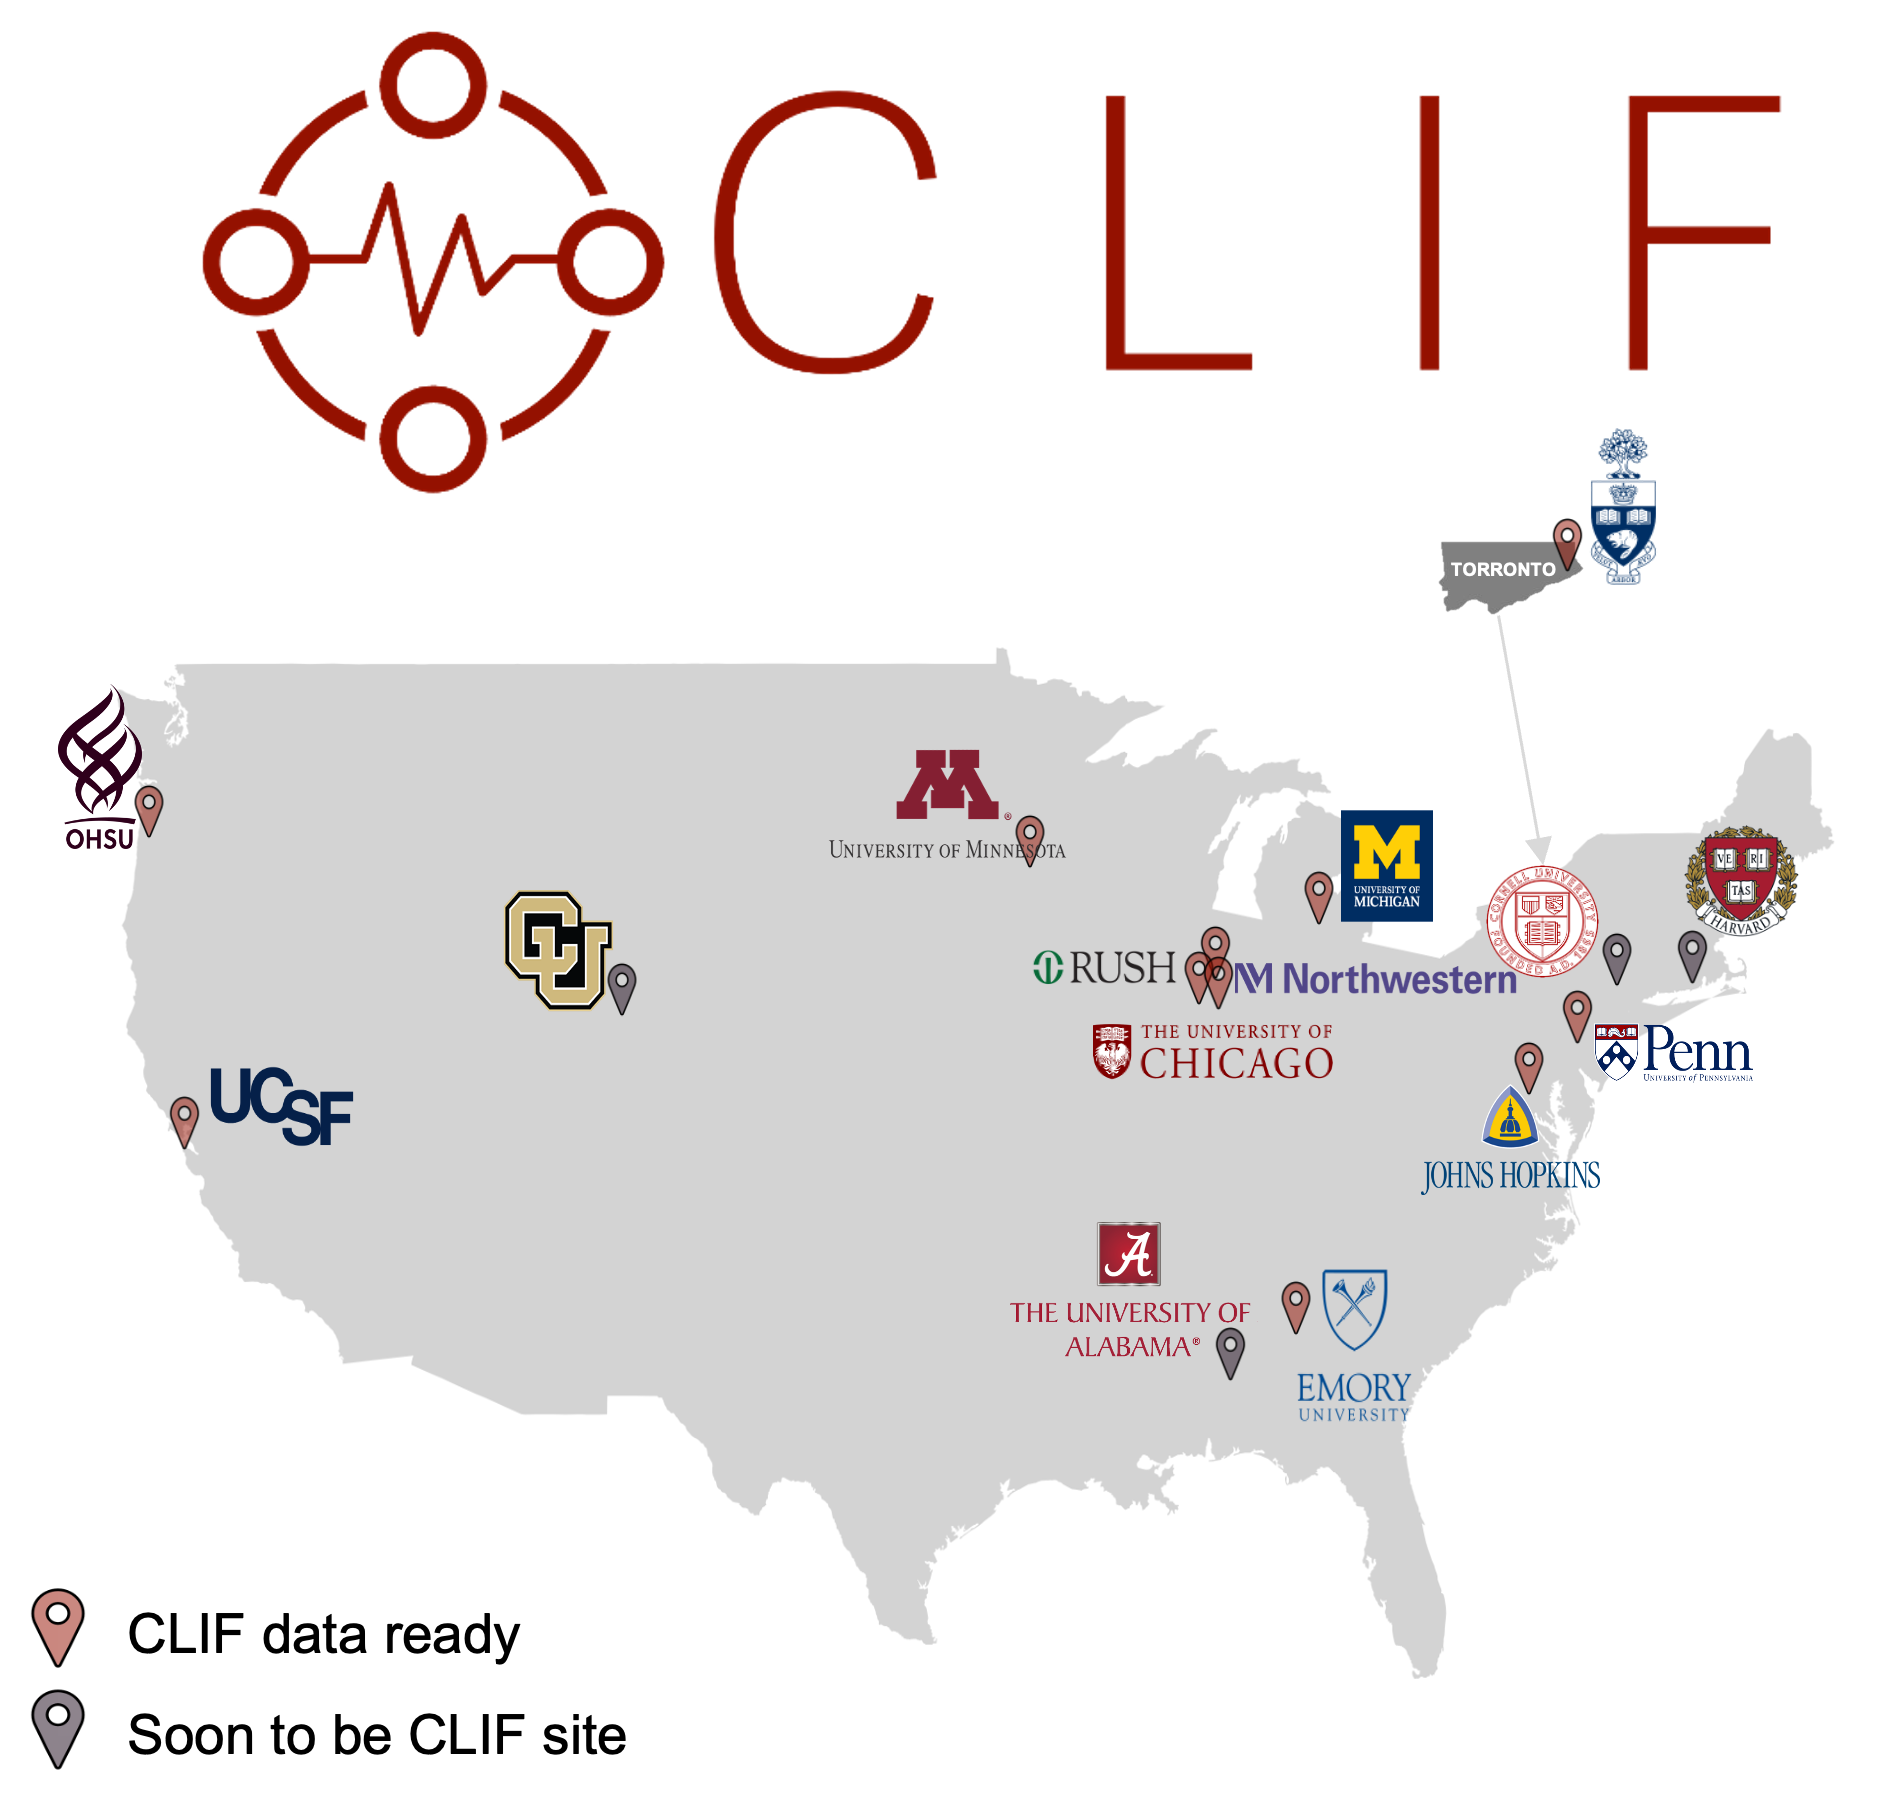 CLIF
TORRONTO
ARBOR
OHSU
UNIVERSITY OF MINNESOTA
UNIVERSITY OF
MICHIGAN
CU
CORNELL UNIVERSITY
FOUNDED A.D. 1865
VE RI
TAS
HARVARD
RUSH
Northwestern
THE UNIVERSITY OF
CHICAGO
Penn
UNIVERSITY of PENNSYLVANIA
UCSF
JOHNS HOPKINS
A
THE UNIVERSITY OF
ALABAMA®
EMORY
UNIVERSITY
CLIF data ready
Soon to be CLIF site